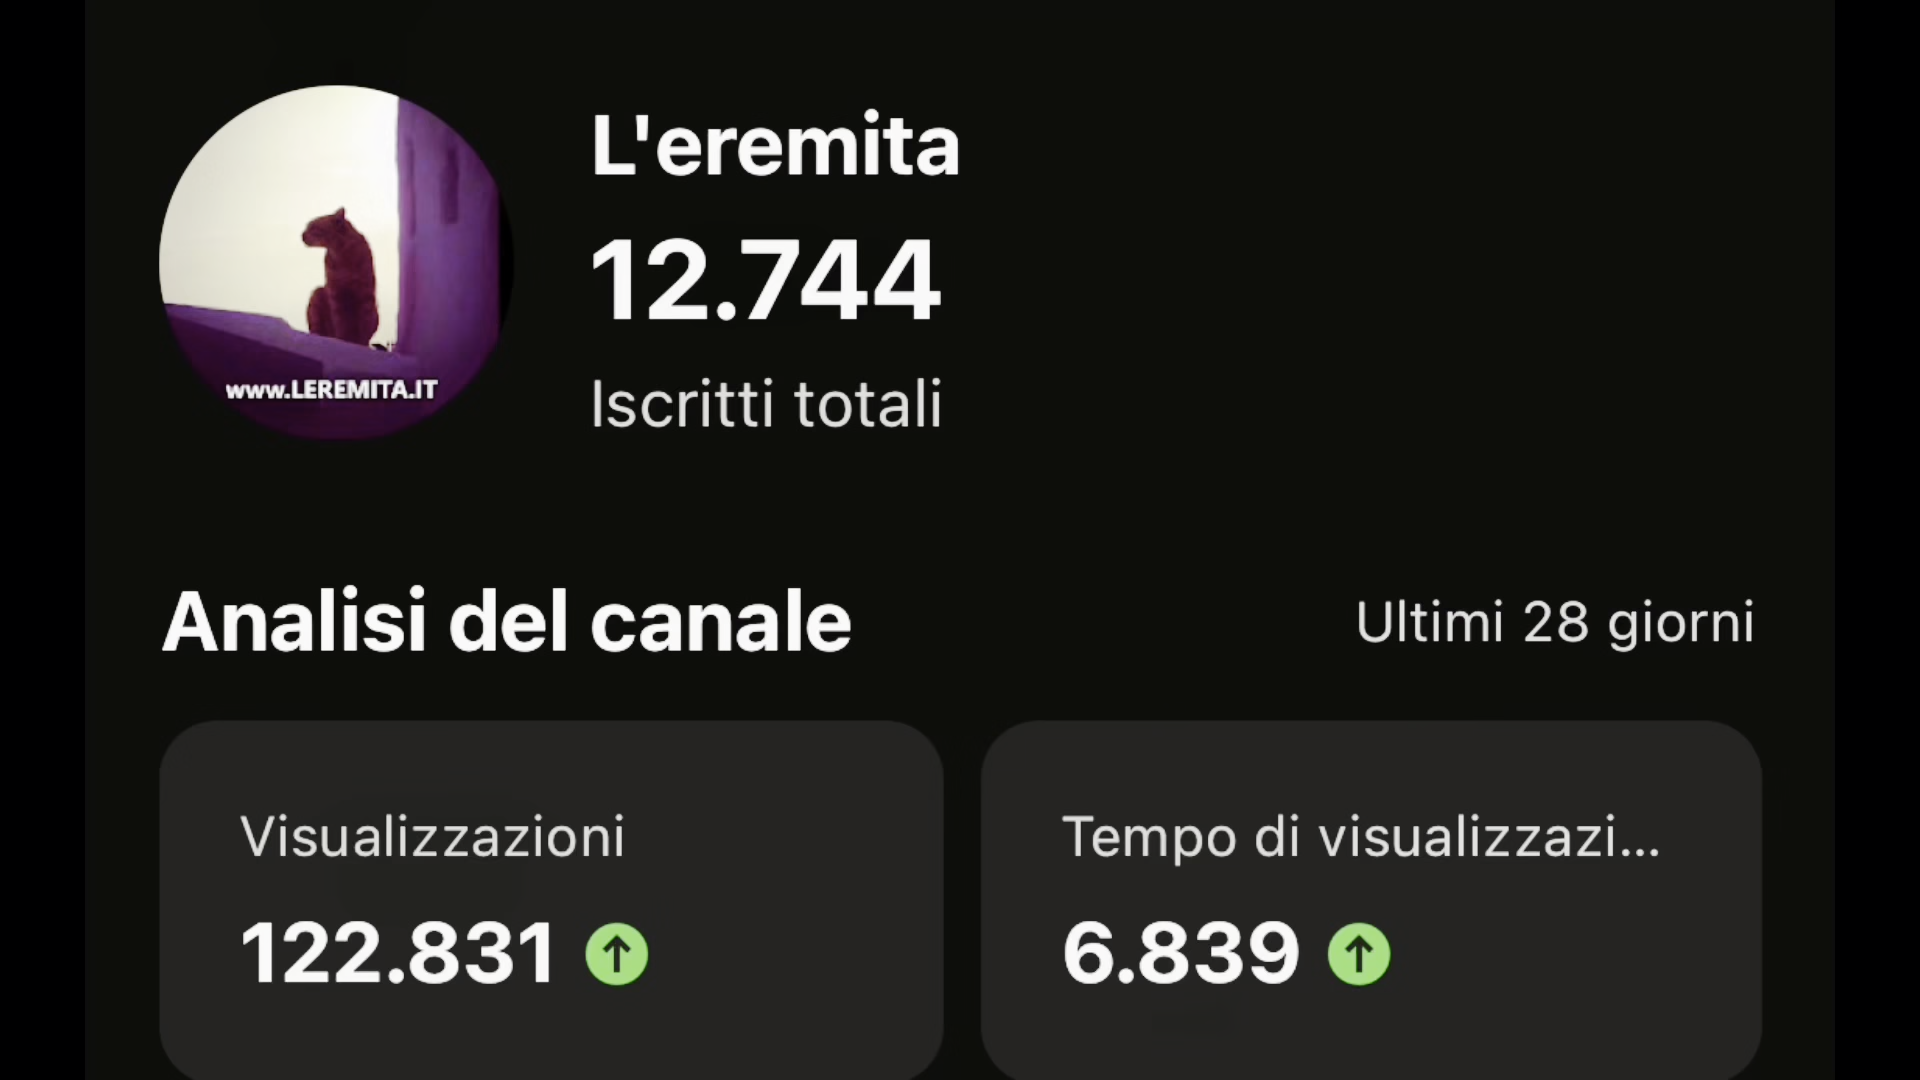 L'eremita
12.744
Iscritti totali
www.LEREMITA.IT
Analisi del canale
Ultimi 28 giorni
Visualizzazioni
122.831
Tempo di visualizzazi...
6.839